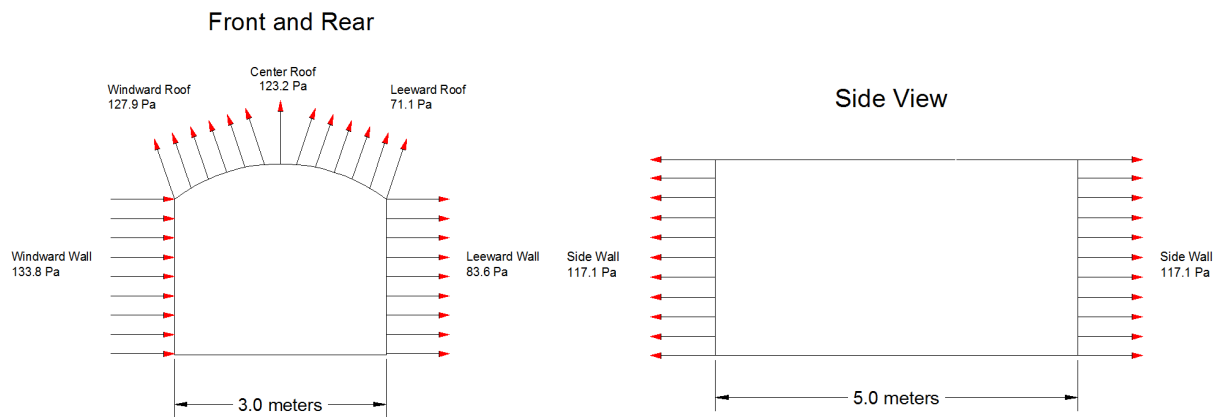 Front and Rear
Center Roof
123.2 Pa
Windward Roof
127.9 Pa
Leeward Roof
71.1 Pa
Windward Wall
133.8 Pa
Leeward Wall
83.6 Pa
3.0 meters
Side View
Side Wall
117.1 Pa
Side Wall
117.1 Pa
5.0 meters